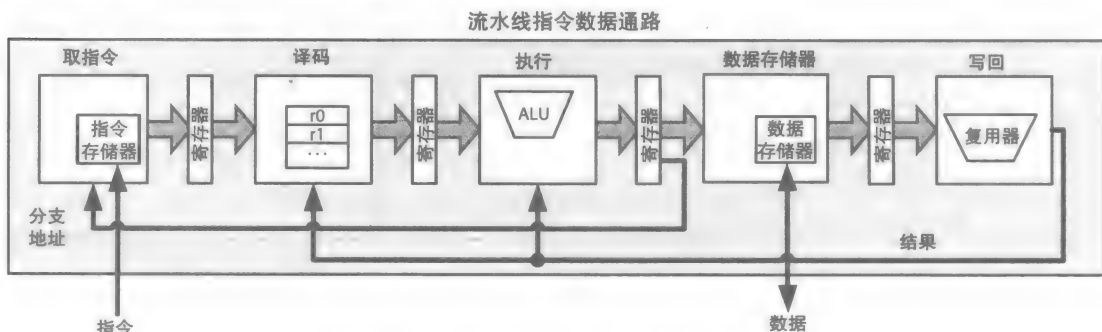 流水线指令数据通路
取指令
译码
执行
数据存储器
写回
指令
存储器
寄存器
r0
r1
...
寄存器
ALU
寄存器
数据
存储器
寄存器
复用器
分支
地址
结果
指令
数据